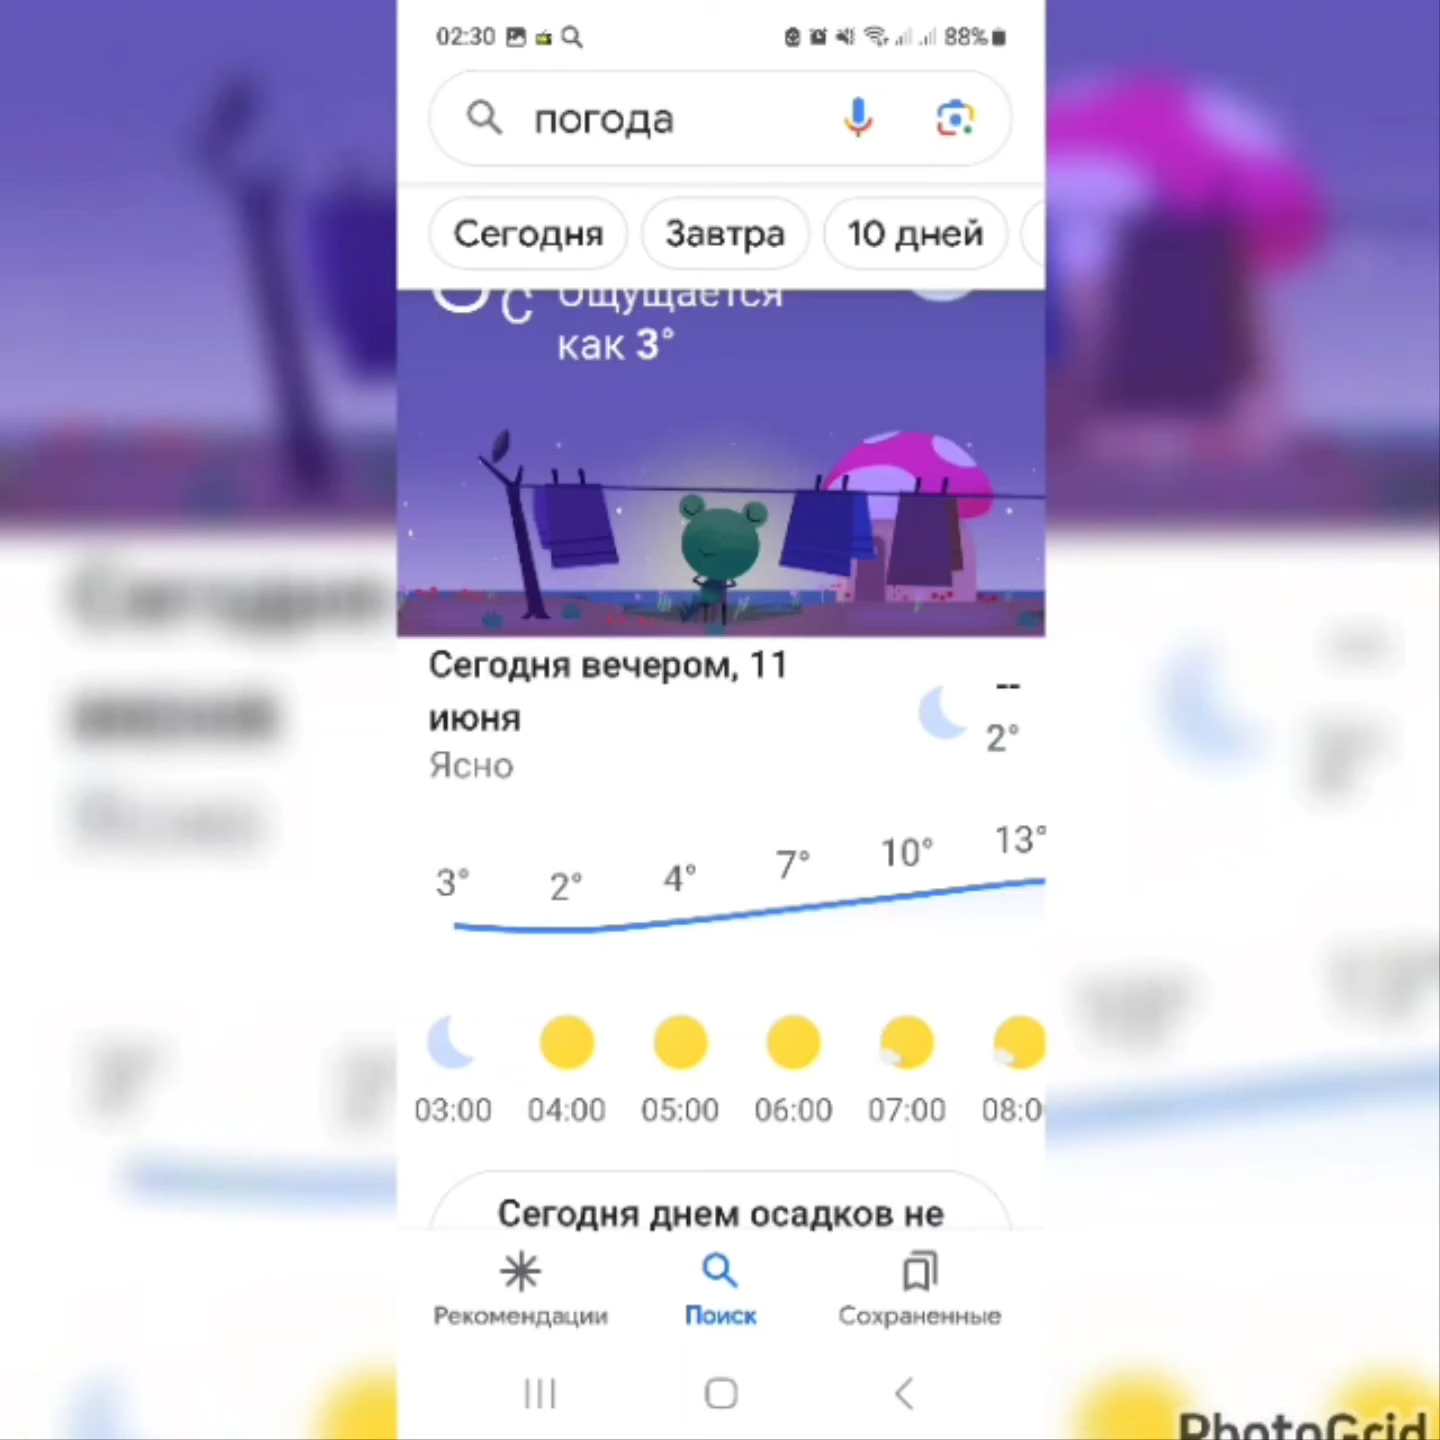 02:30 88%
погода
Сегодня Завтра 10 дней
C Ощущается
как 3°
Сегодня вечером, 11
июня
Ясно
--
2°
3° 2° 4° 7° 10° 13°
03:00 04:00 05:00 06:00 07:00 08:00
Сегодня днем осадков не
Рекомендации Поиск Сохраненные
PhotoGrid